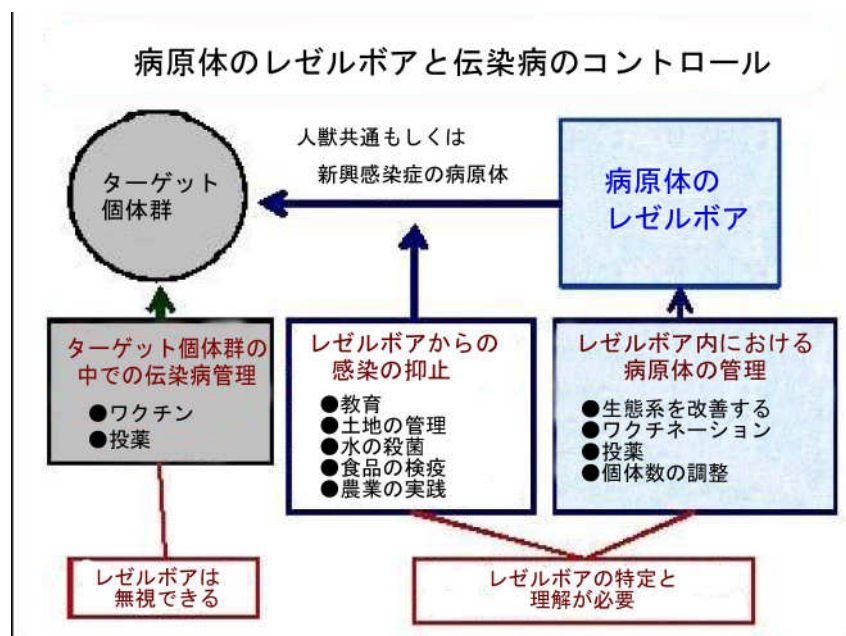 病原体のレゼルボアと伝染病のコントロール
人獣共通もしくは
新興感染症の病原体
ターゲット
個体群
病原体の
レゼルボア
ターゲット個体群の
中での伝染病管理
●ワクチン
●投薬
レゼルボアからの
感染の抑止
●教育
●土地の管理
●水の殺菌
●食品の検疫
●農業の実践
レゼルボア内における
病原体の管理
●生態系を改善する
●ワクチネーション
●投薬
●個体数の調整
レゼルボアは
無視できる
レゼルボアの特定と
理解が必要